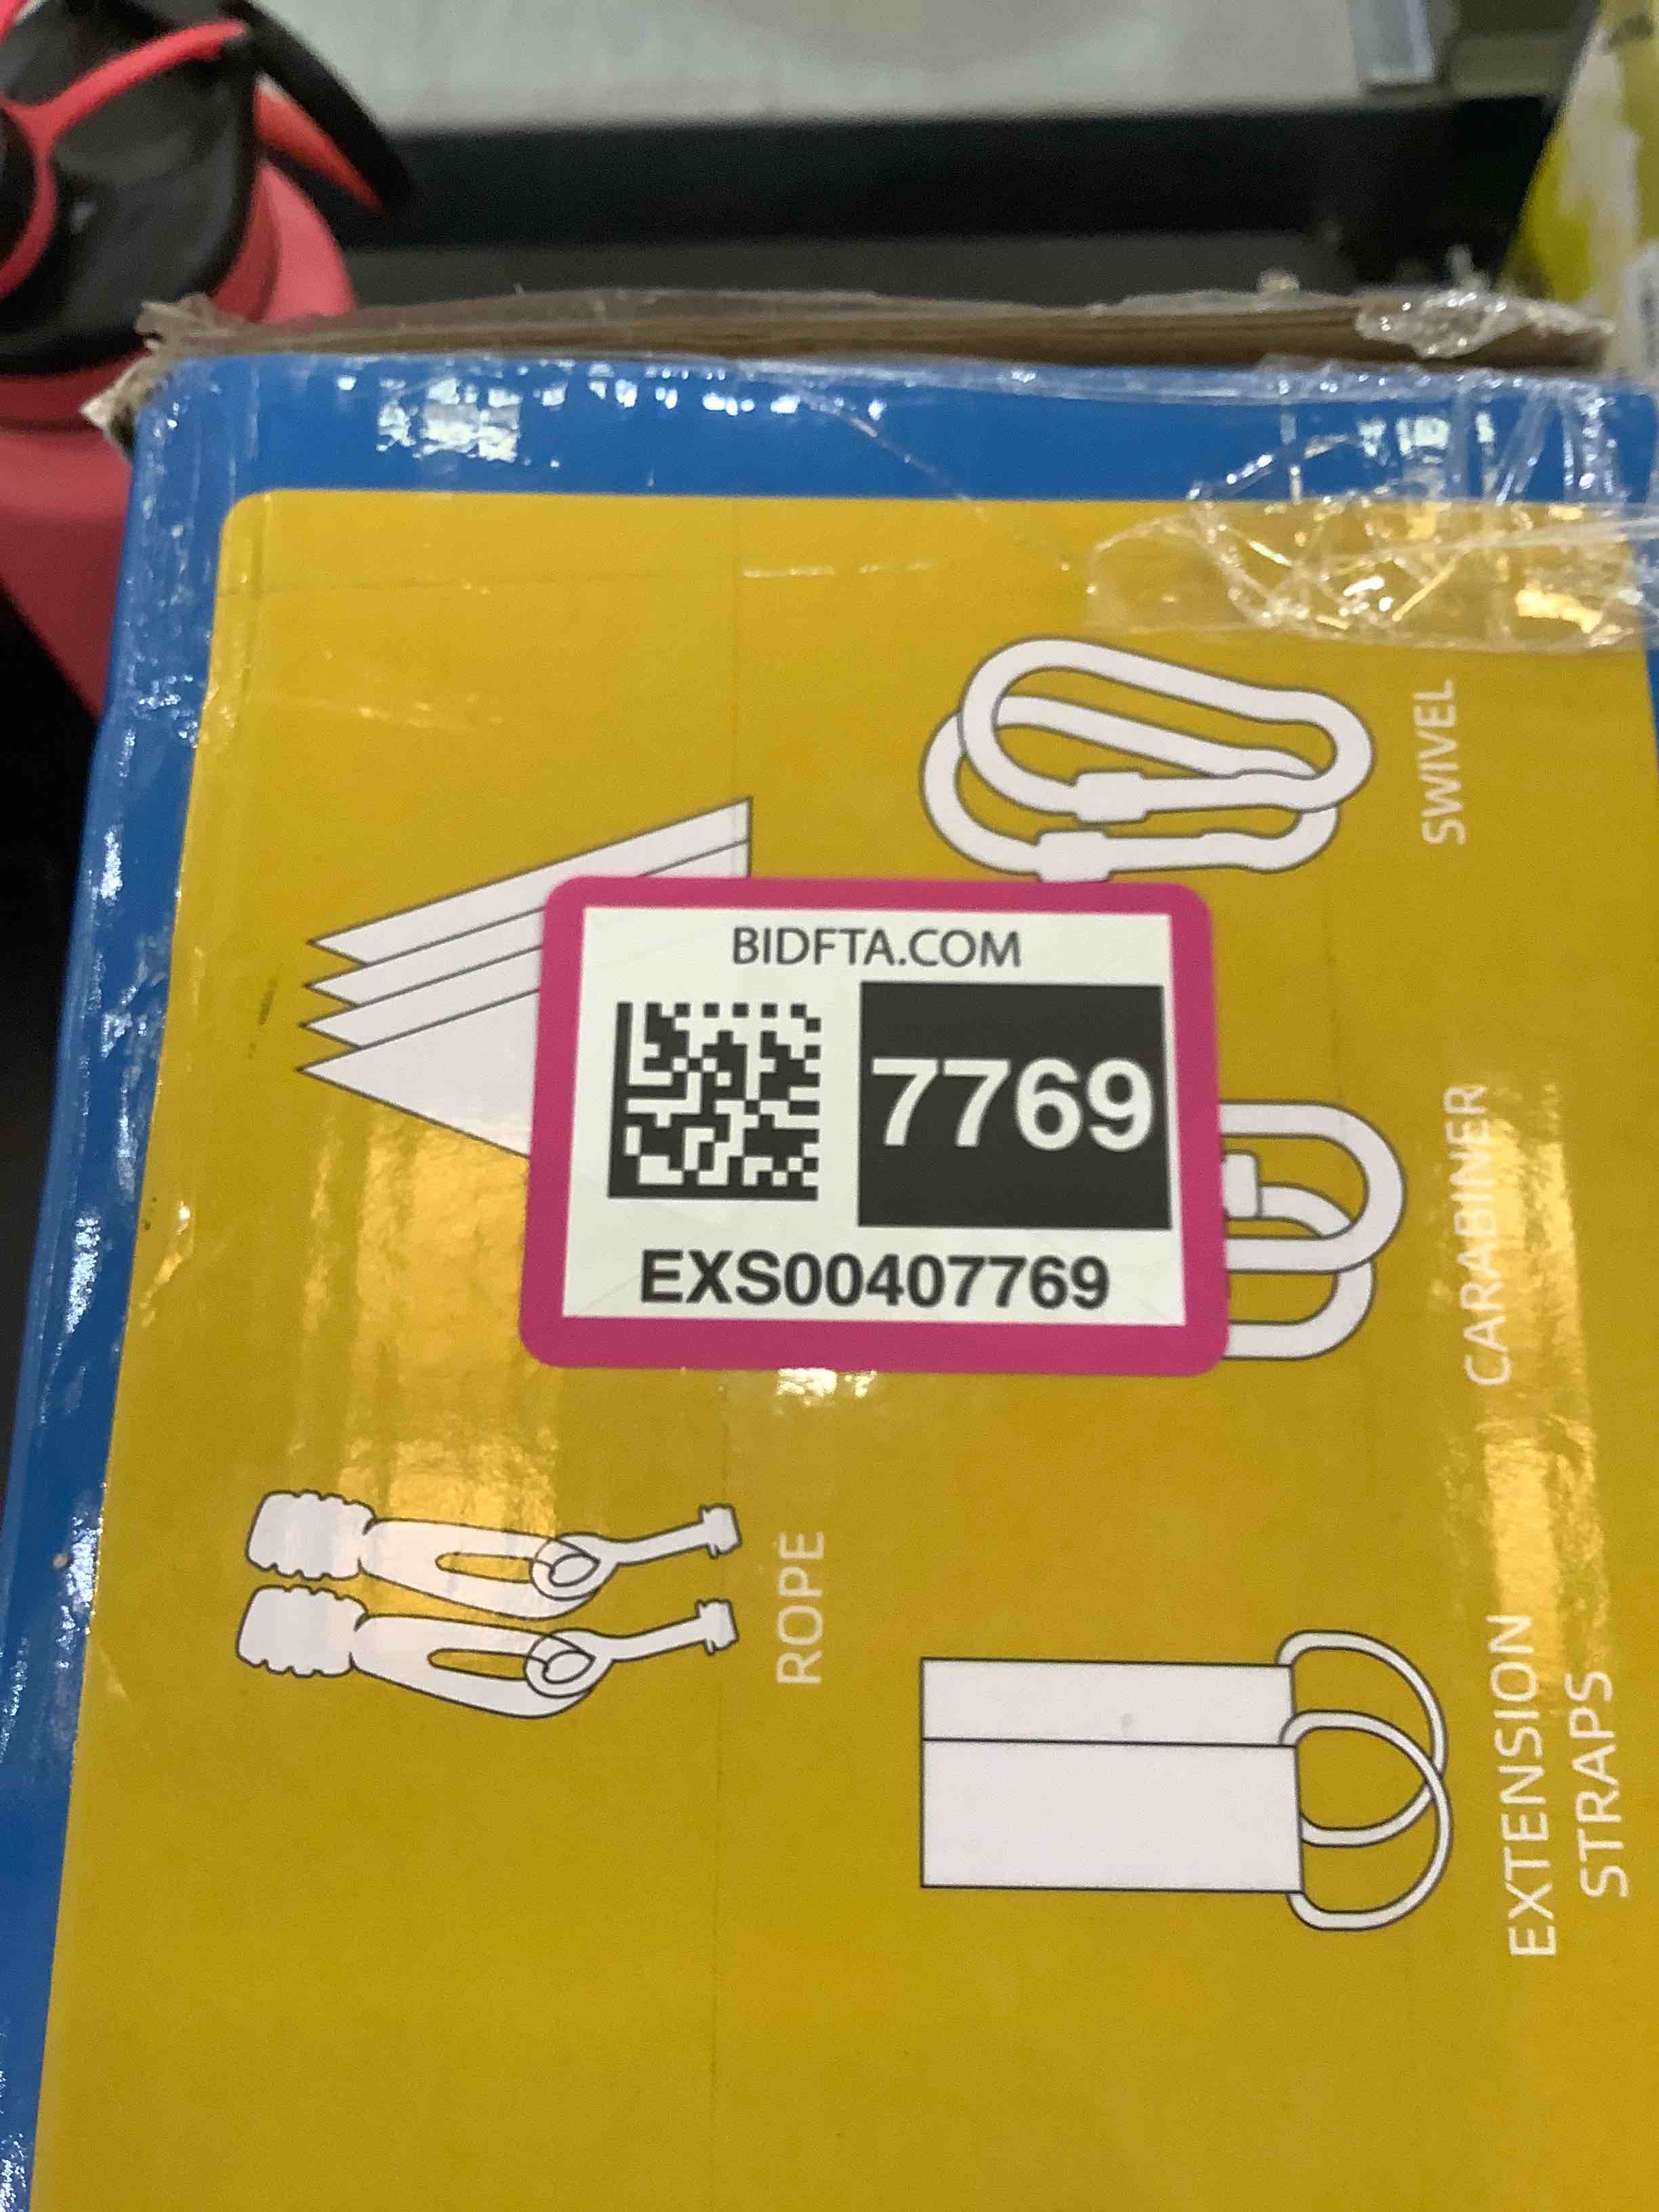 BIDFTA.COM
7769
EXS00407769
SWIVEL
CARABINER
ROPE
EXTENSION
STRAPS